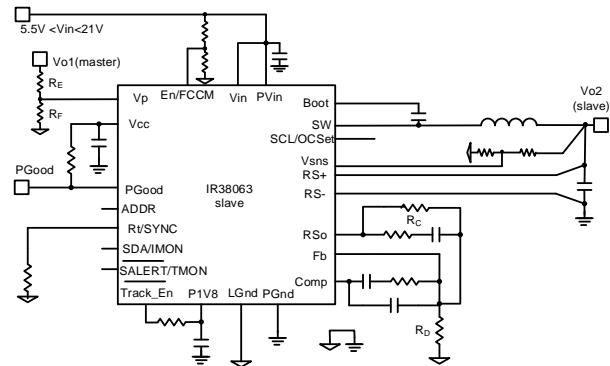 5.5V <Vin<21V
Vo1(master)
RE
RF
Vp
En/FCCM
Vin
PVin
Boot
Vo2
(slave)
Vcc
SW
SCL/OCSet
Vsns
RS+
PGood
PGood
IR38063
slave
RS-
ADDR
Rt/SYNC
RSo
RC
SDA/IMON
Fb
SALERT/TMON
Comp
Track_En
P1V8
LGnd
PGnd
RD